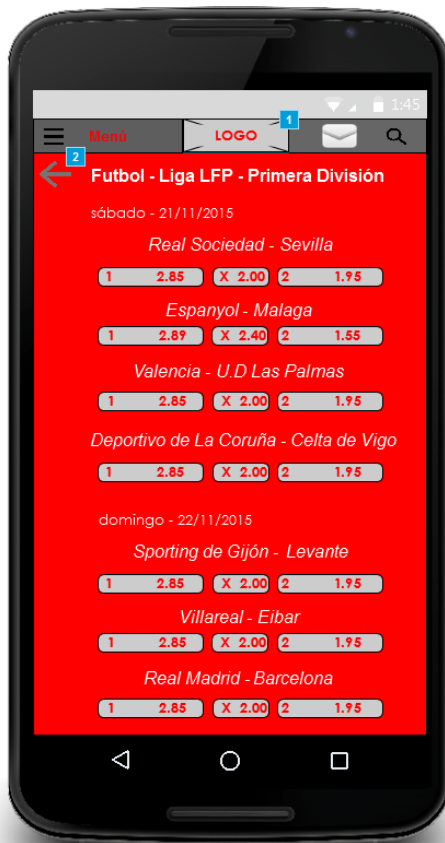 1:45
Menú LOGO 1
2
Futbol - Liga LFP - Primera División
sábado - 21/11/2015
Real Sociedad - Sevilla
1 2.85 X 2.00 2 1.95
Espanyol - Malaga
1 2.89 X 2.40 2 1.55
Valencia - U.D Las Palmas
1 2.85 X 2.00 2 1.95
Deportivo de La Coruña - Celta de Vigo
1 2.85 X 2.00 2 1.95
domingo - 22/11/2015
Sporting de Gijón - Levante
1 2.85 X 2.00 2 1.95
Villareal - Eibar
1 2.85 X 2.00 2 1.95
Real Madrid - Barcelona
1 2.85 X 2.00 2 1.95